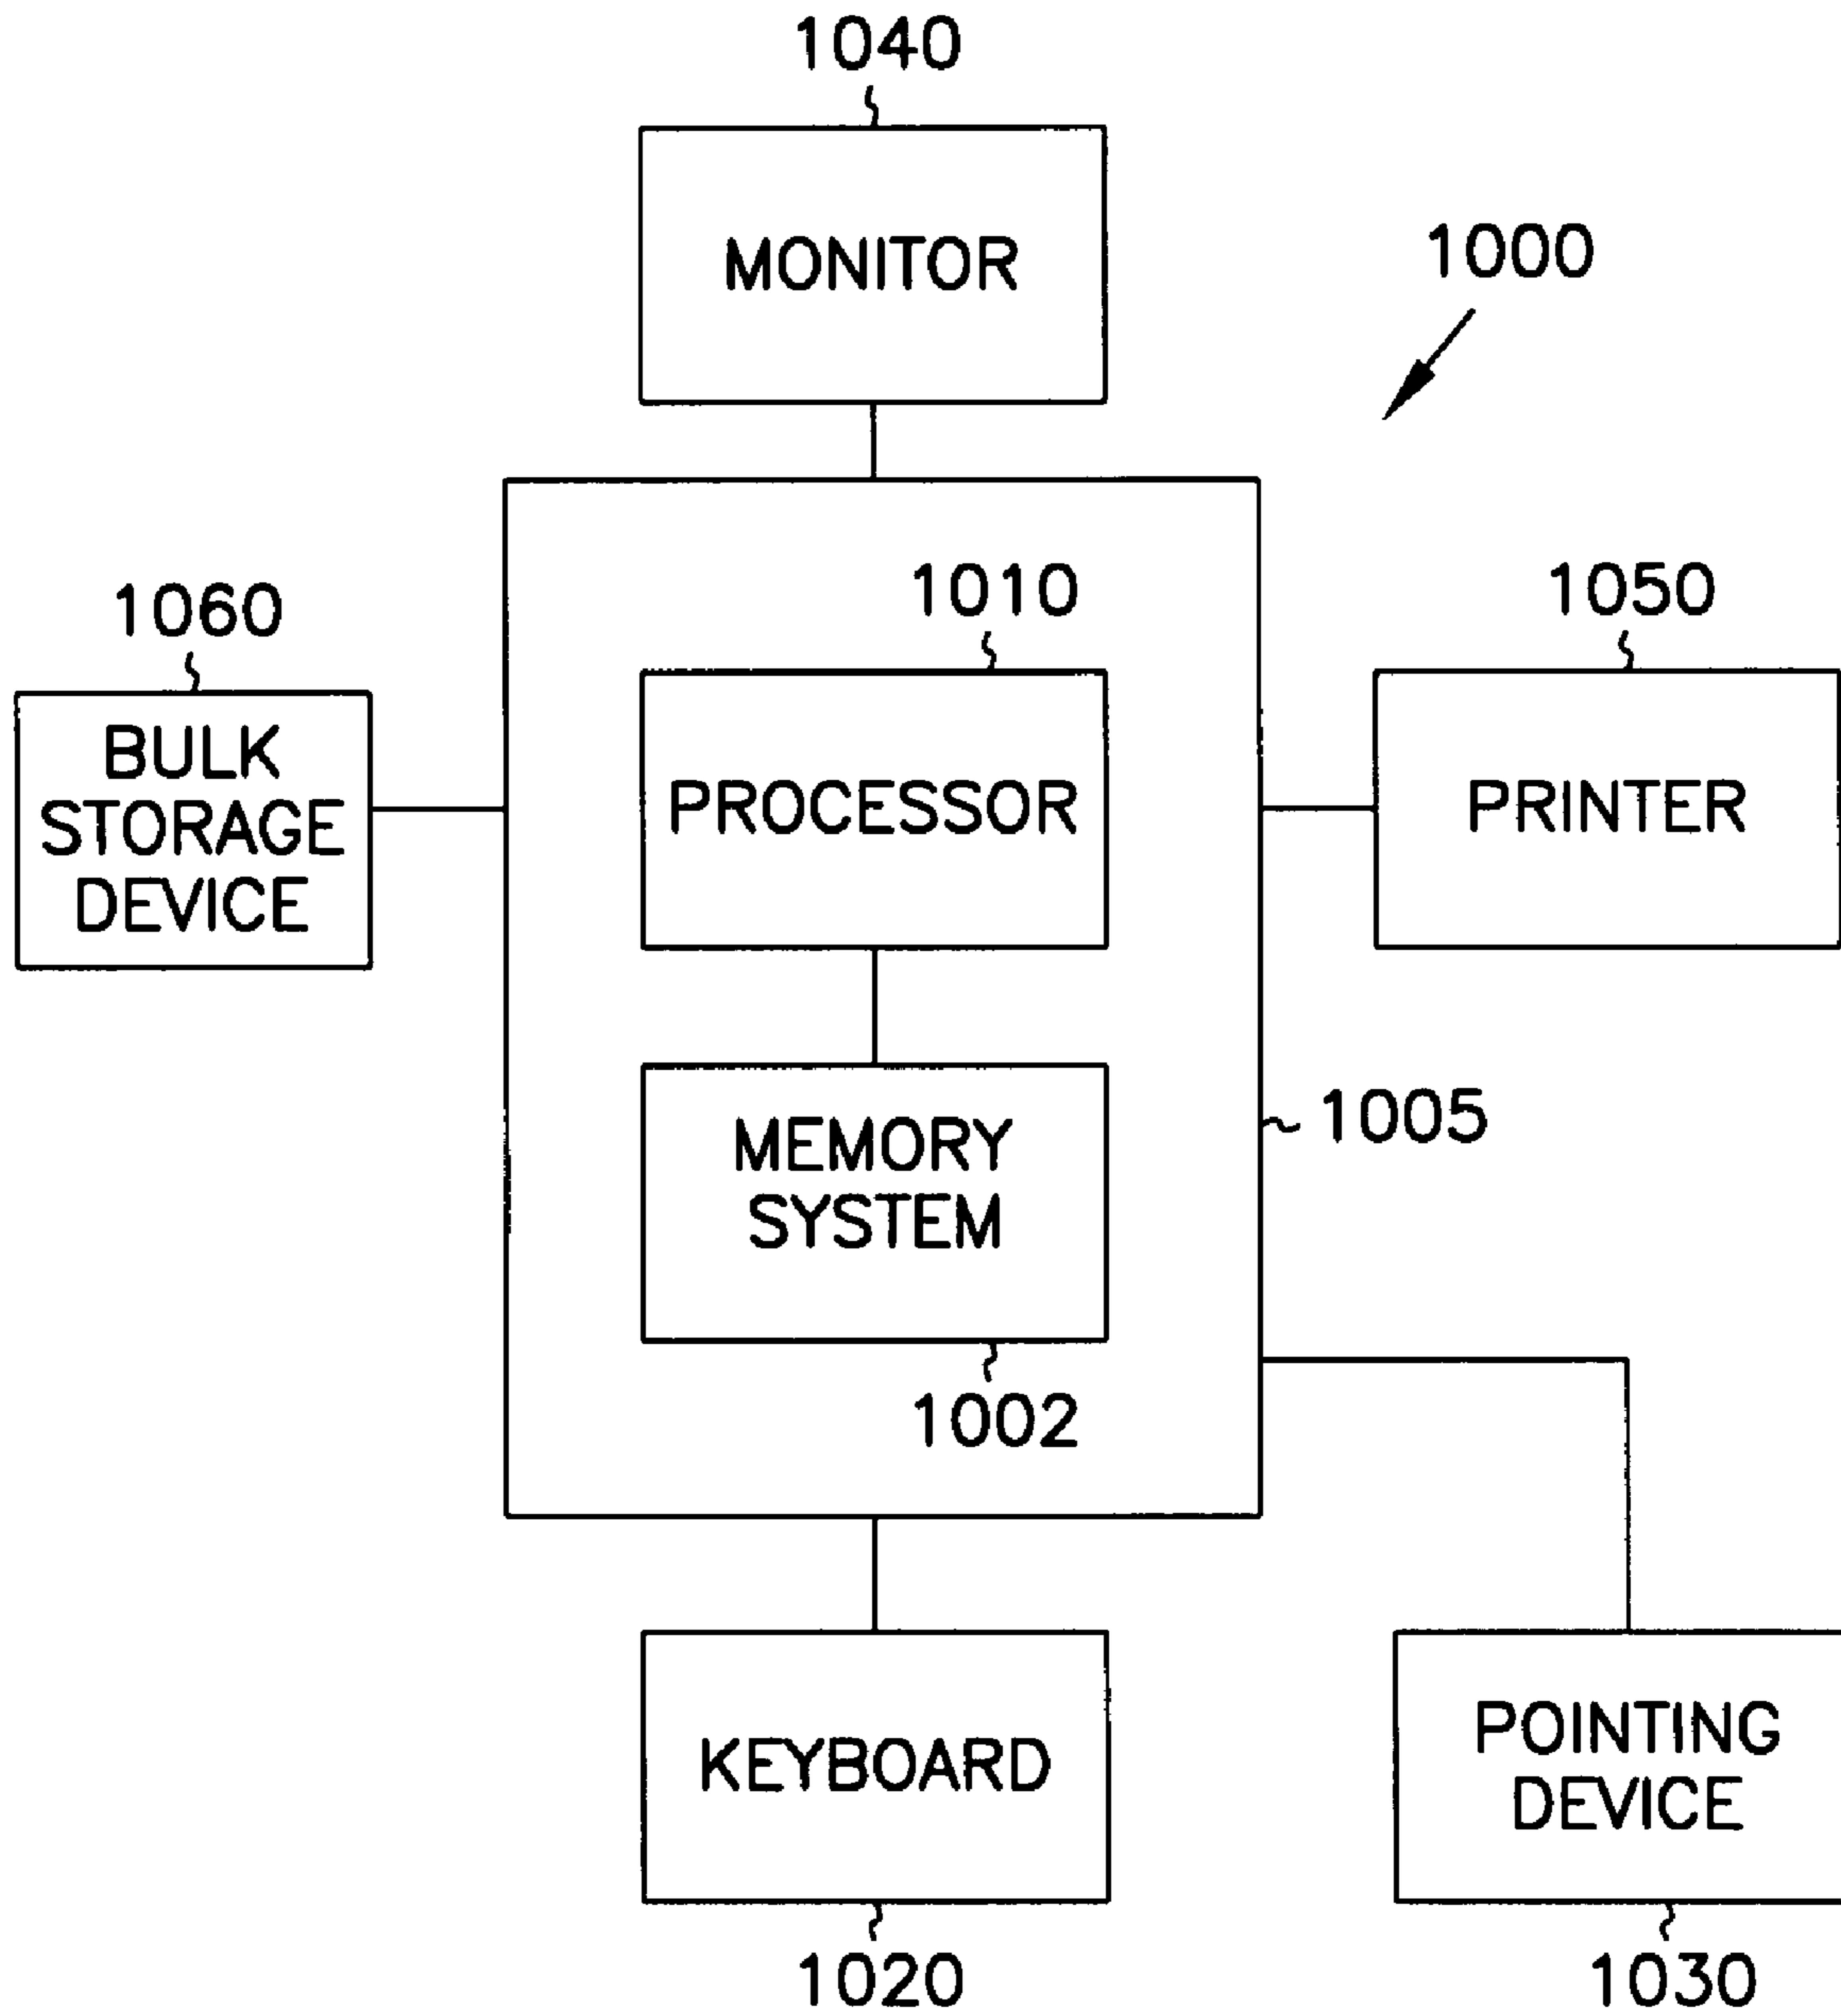 1040
MONITOR
1000
1010
1060
1050
BULK
STORAGE
DEVICE
PROCESSOR
PRINTER
MEMORY
SYSTEM
1005
1002
KEYBOARD
POINTING
DEVICE
1020
1030